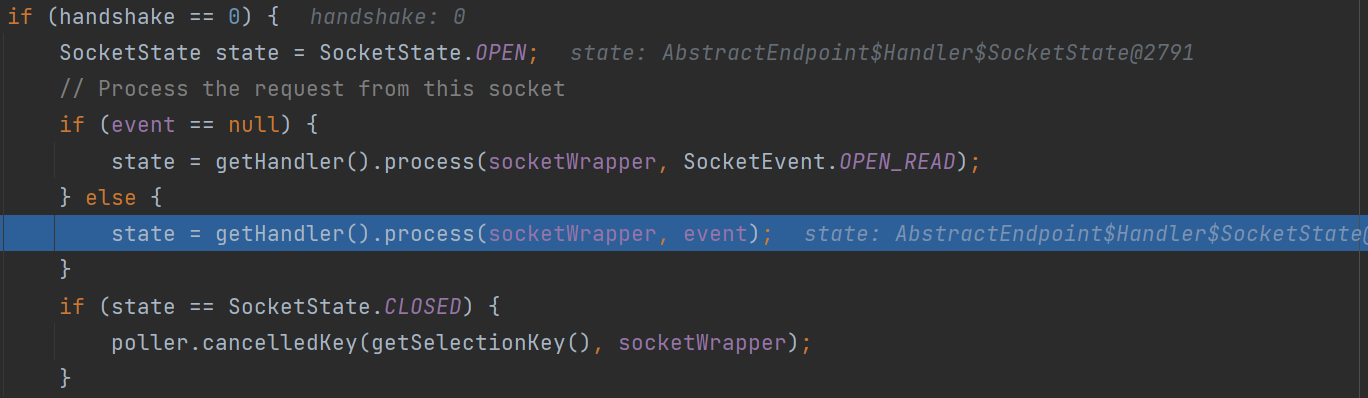 if (handshake == 0) {  handshake: 0
    SocketState state = SocketState.OPEN;  state: AbstractEndpoint$Handler$SocketState@2791
    // Process the request from this socket
    if (event == null) {
        state = getHandler().process(socketWrapper, SocketEvent.OPEN_READ);
    } else {
        state = getHandler().process(socketWrapper, event);  state: AbstractEndpoint$Handler$SocketState@
    }
    if (state == SocketState.CLOSED) {
        poller.cancelledKey(getSelectionKey(), socketWrapper);
    }